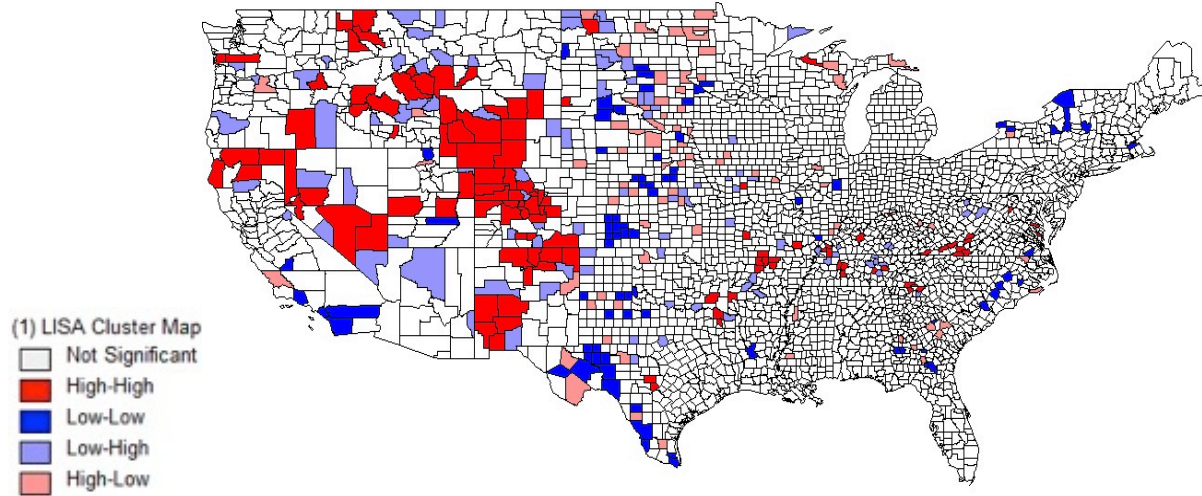 (1) LISA Cluster Map
Not Significant
High-High
Low-Low
Low-High
High-Low